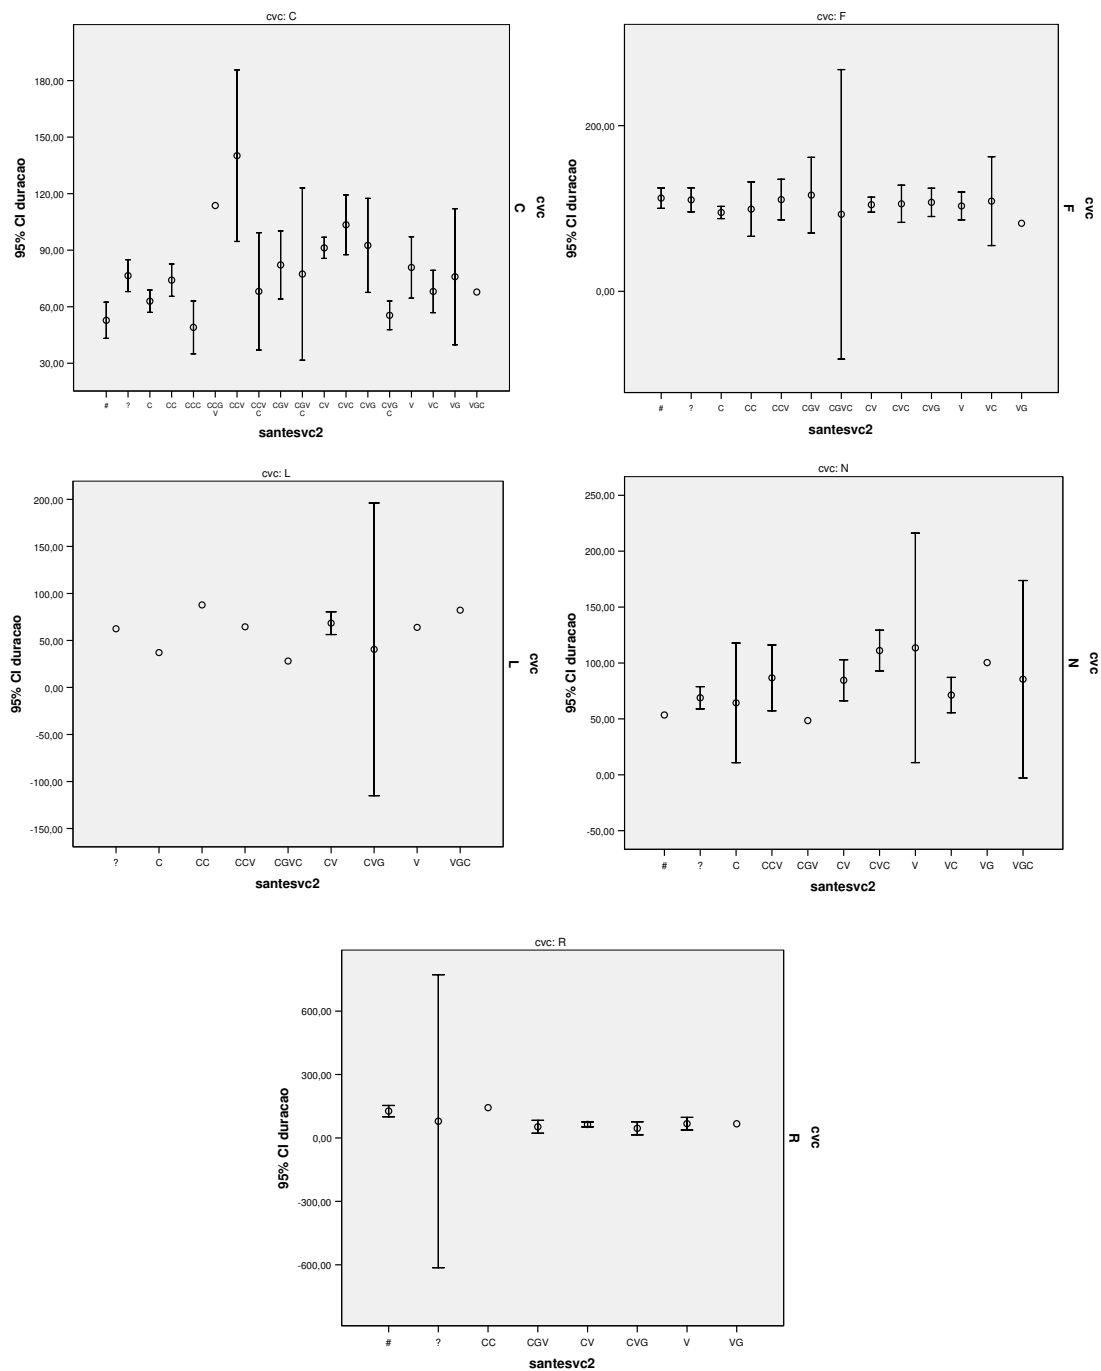 cvc: C
180,00
150,00
120,00
90,00
60,00
30,00
95% CI duracao
cvc
C
# ? C CC CCC CCG V CCV CCV C CGV CGV C CV CVC CVG CVG C V VC VG VGC
santesvc2
cvc: F
200,00
0,00
95% CI duracao
cvc
F
# ? C CC CCV CGV CGVC CV CVC CVG V VC VG
santesvc2
cvc: L
200,00
150,00
100,00
50,00
0,00
-50,00
-100,00
-150,00
95% CI duracao
cvc
L
? C CC CCV CGVC CV CVG V VGC
santesvc2
cvc: N
250,00
200,00
150,00
100,00
50,00
0,00
-50,00
95% CI duracao
cvc
N
# ? C CCV CGV CV CVC V VC VG VGC
santesvc2
cvc: R
600,00
300,00
0,00
-300,00
-600,00
95% CI duracao
cvc
R
# ? CC CGV CV CVG V VG
santesvc2